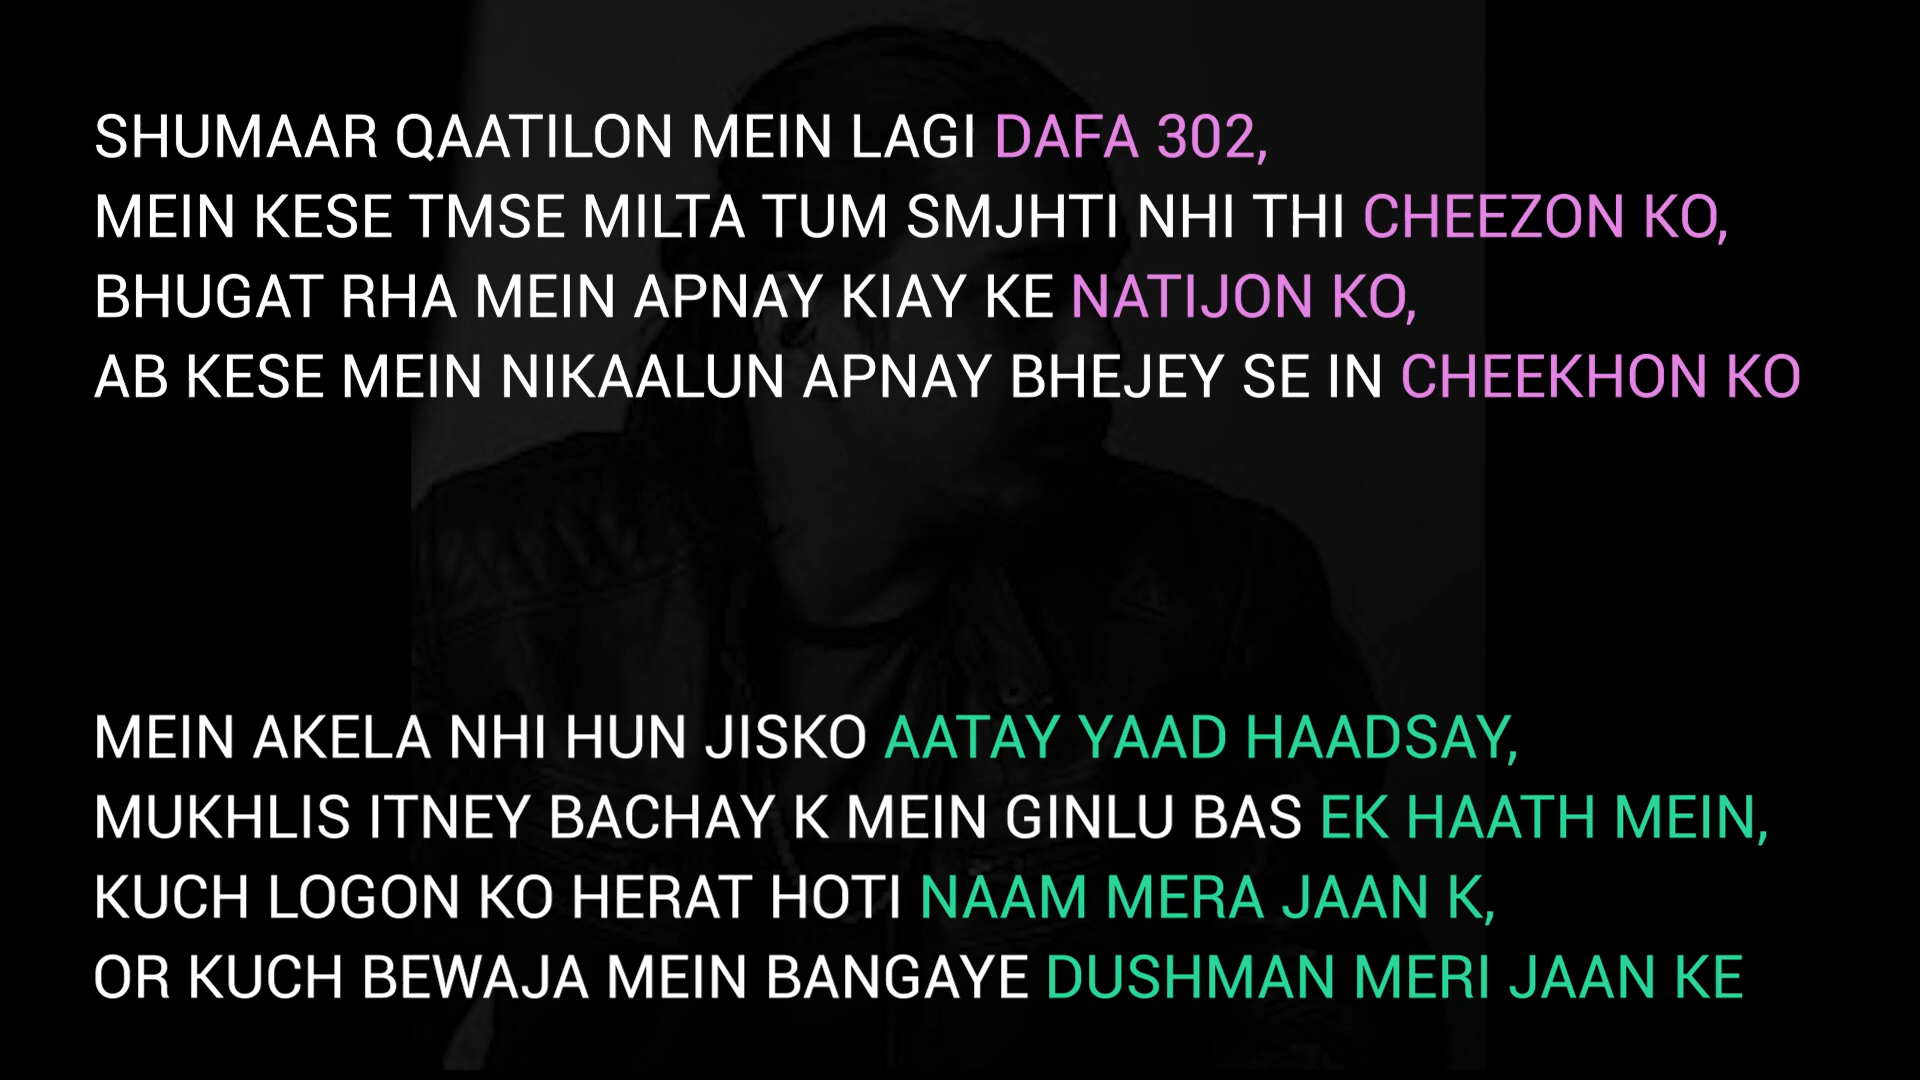 SHUMAAR QAATILON MEIN LAGI DAFA 302,
MEIN KESE TMSE MILTA TUM SMJHTI NHI THI CHEEZON KO,
BHUGAT RHA MEIN APNAY KIAY KE NATIJON KO,
AB KESE MEIN NIKAALUN APNAY BHEJEY SE IN CHEEKHON KO
MEIN AKELA NHI HUN JISKO AATAY YAAD HAADSAY,
MUKHLIS ITNEY BACHAY K MEIN GINLU BAS EK HAATH MEIN,
KUCH LOGON KO HERAT HOTI NAAM MERA JAAN K,
OR KUCH BEWAJA MEIN BANGAYE DUSHMAN MERI JAAN KE